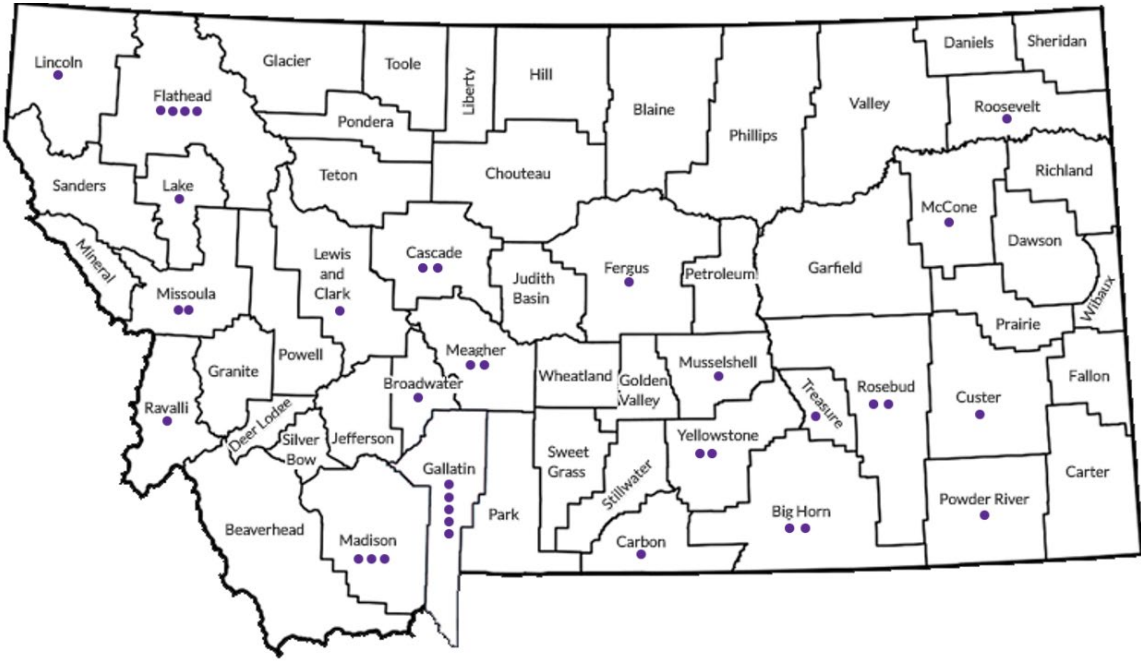 Lincoln
Flathead
Glacier
Toole
Liberty
Hill
Blaine
Phillips
Valley
Daniels
Sheridan
Roosevelt
Pondera
Teton
Chouteau
Richland
Sanders
Lake
McCone
Dawson
Mineral
Missoula
Lewis
and
Clark
Cascade
Judith
Basin
Fergus
Petroleum
Garfield
Wibaux
Prairie
Powell
Granite
Meagher
Broadwater
Wheatland
Golden
Valley
Musselshell
Treasure
Rosebud
Custer
Fallon
Ravalli
Deer Lodge
Silver
Bow
Jefferson
Gallatin
Sweet
Grass
Stillwater
Yellowstone
Carter
Beaverhead
Madison
Park
Carbon
Big Horn
Powder River